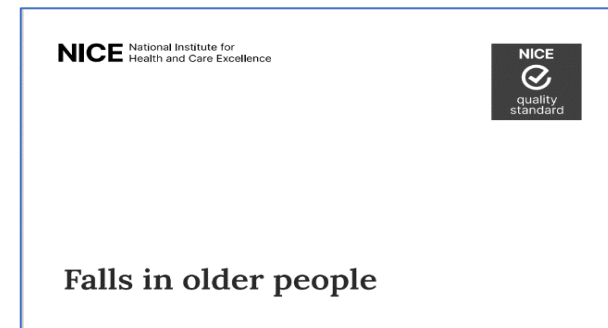 NICE National Institute for
Health and Care Excellence
NICE
quality
standard
Falls in older people